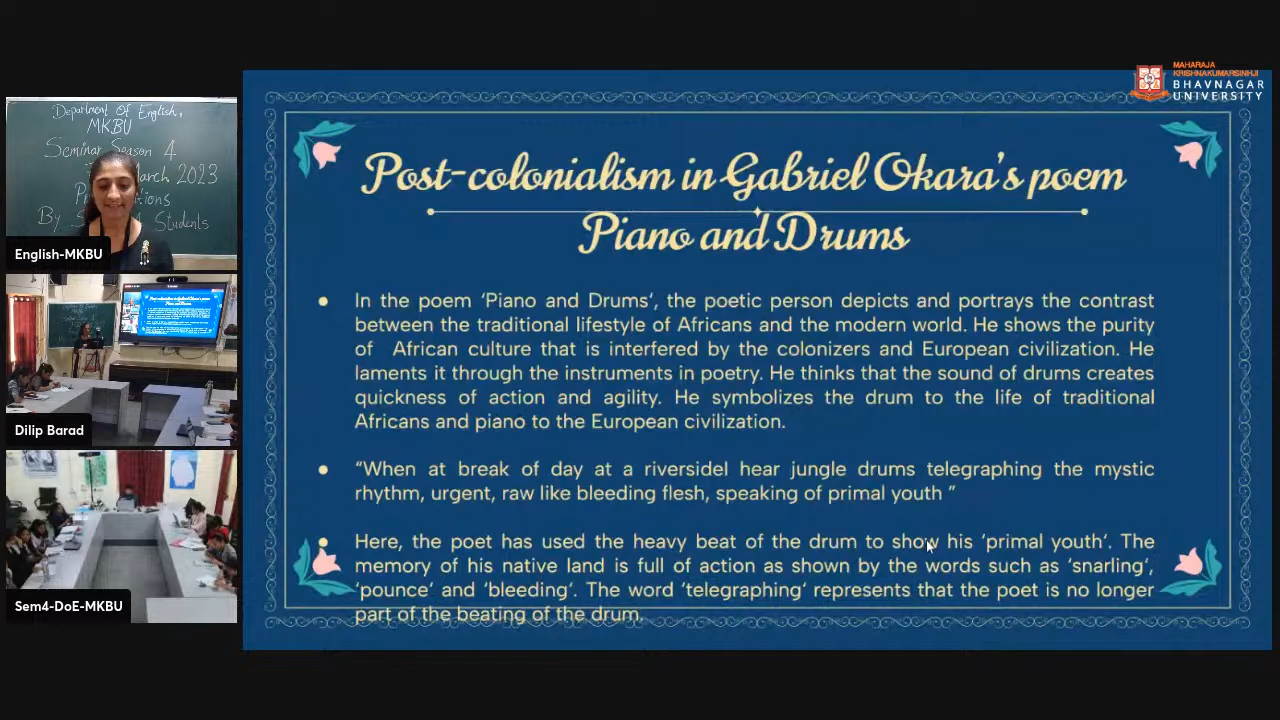 MAHARAJA
KRISHNAKUMARSINHJI
BHAVNAGAR
UNIVERSITY
Department Of English,
MKBU
Seminar Season 4
March 2023
By
Students
English-MKBU
Dilip Barad
Sem4-DoE-MKBU
Post-colonialism in Gabriel Okara's poem
Piano and Drums
• In the poem ‘Piano and Drums’, the poetic person depicts and portrays the contrast
between the traditional lifestyle of Africans and the modern world. He shows the purity
of African culture that is interfered by the colonizers and European civilization. He
laments it through the instruments in poetry. He thinks that the sound of drums creates
quickness of action and agility. He symbolizes the drum to the life of traditional
Africans and piano to the European civilization.
• “When at break of day at a riversideI hear jungle drums telegraphing the mystic
rhythm, urgent, raw like bleeding flesh, speaking of primal youth ”
• Here, the poet has used the heavy beat of the drum to show his ‘primal youth’. The
memory of his native land is full of action as shown by the words such as ‘snarling’,
‘pounce’ and ‘bleeding’. The word ‘telegraphing’ represents that the poet is no longer
part of the beating of the drum.